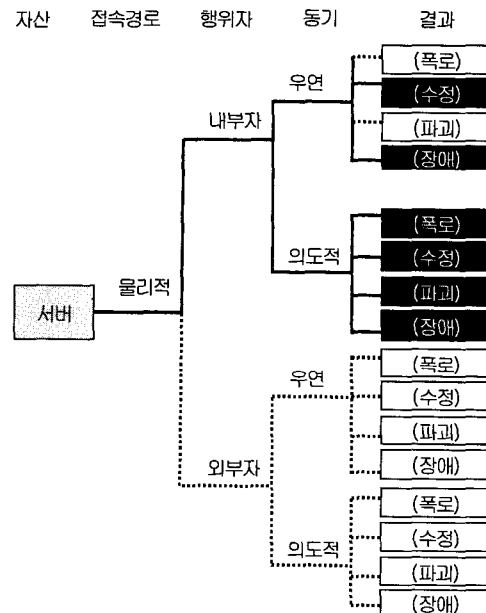 자산 접속경로 행위자 동기 결과
(폭로)
우연
(수정)
(파괴)
내부자
(장애)
(폭로)
의도적
(수정)
물리적
(파괴)
서버
(장애)
(폭로)
우연
(수정)
(파괴)
외부자
(장애)
(폭로)
(수정)
의도적
(파괴)
(장애)